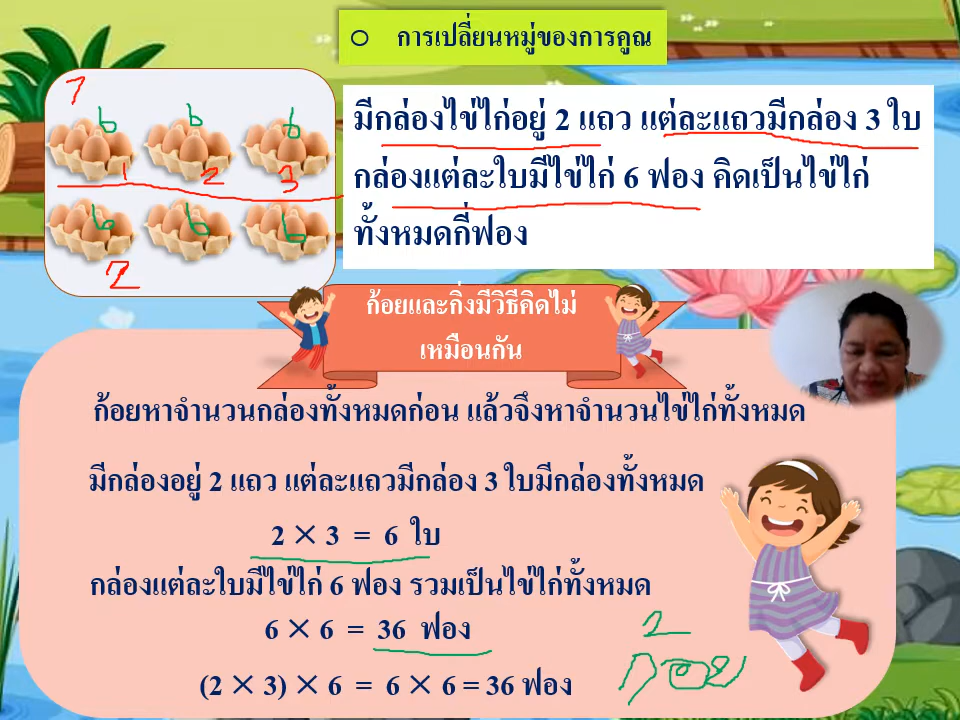 การเปลี่ยนหมู่ของการคูณ
1
6 6 6
1 2 3
6 6 6
2
มีกล่องไข่ไก่อยู่ 2 แถว แต่ละแถวมีกล่อง 3 ใบ
กล่องแต่ละใบมีไข่ไก่ 6 ฟอง คิดเป็นไข่ไก่
ทั้งหมดกี่ฟอง
ก้อยและกิ่งมีวิธีคิดไม่
เหมือนกัน
ก้อยหาจำนวนกล่องทั้งหมดก่อน แล้วจึงหาจำนวนไข่ไก่ทั้งหมด
มีกล่องอยู่ 2 แถว แต่ละแถวมีกล่อง 3 ใบมีกล่องทั้งหมด
2 × 3 = 6 ใบ
กล่องแต่ละใบมีไข่ไก่ 6 ฟอง รวมเป็นไข่ไก่ทั้งหมด
6 × 6 = 36 ฟอง
(2 × 3) × 6 = 6 × 6 = 36 ฟอง